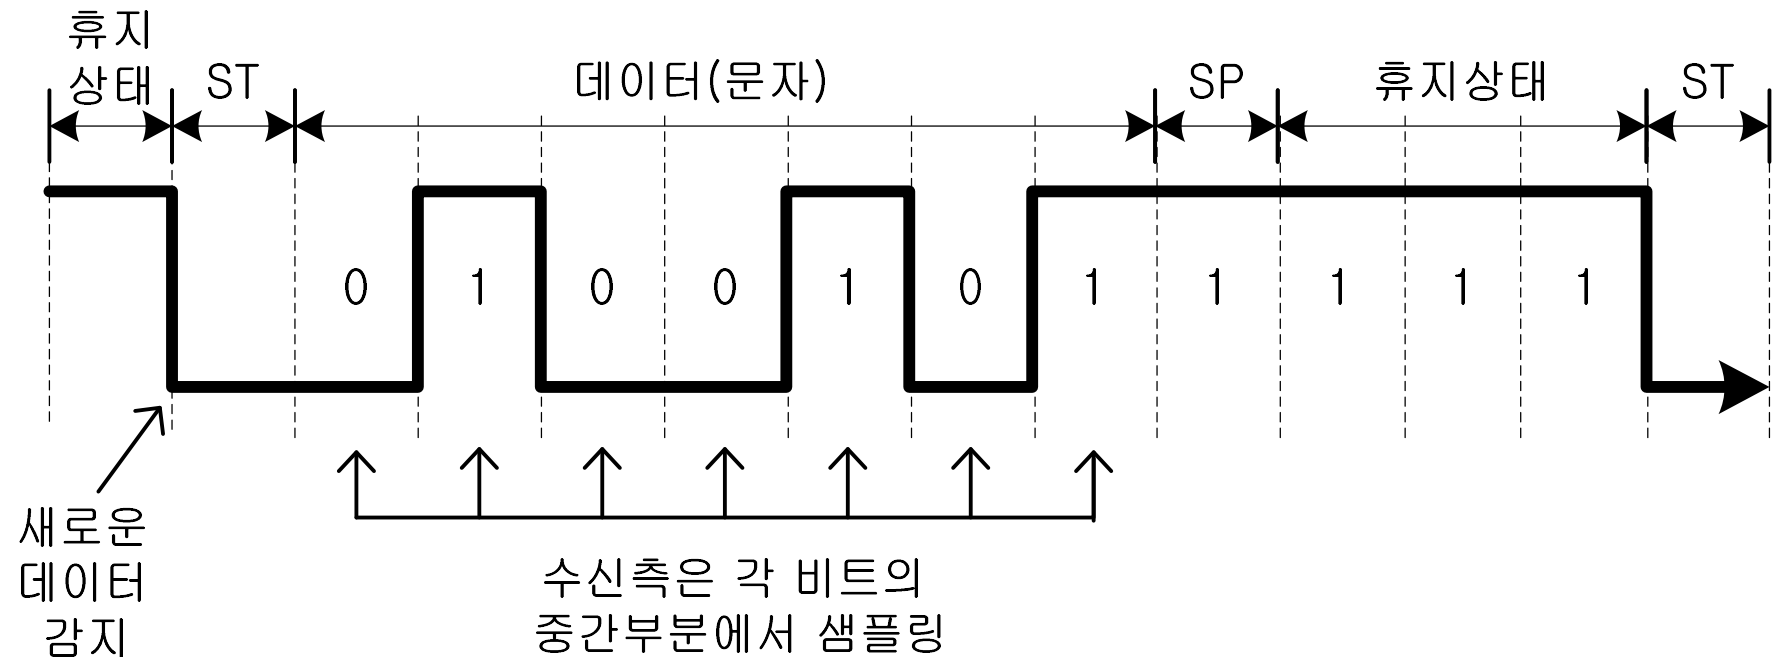 휴지
상태
ST
데이터(문자)
SP
휴지상태
ST
0 1 0 0 1 0 1 1 1 1 1
새로운
데이터
감지
수신측은 각 비트의
중간부분에서 샘플링